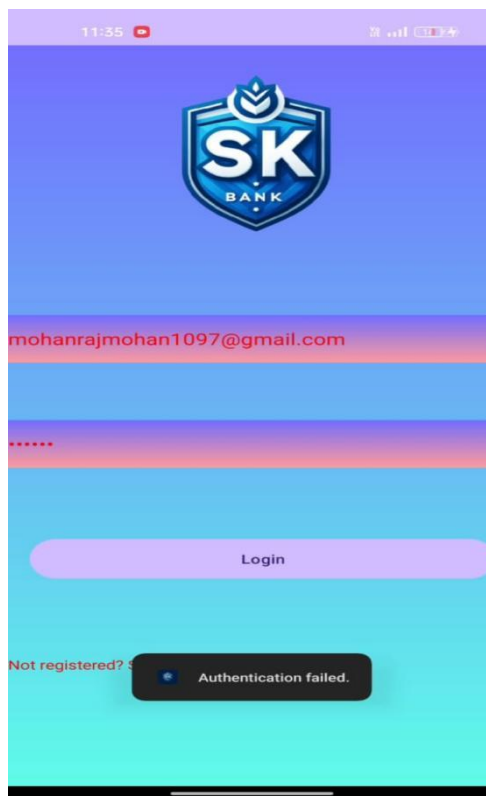 11:35
SK
BANK
mohanrajmohan1097@gmail.com
••••••
Login
Not registered?
Authentication failed.